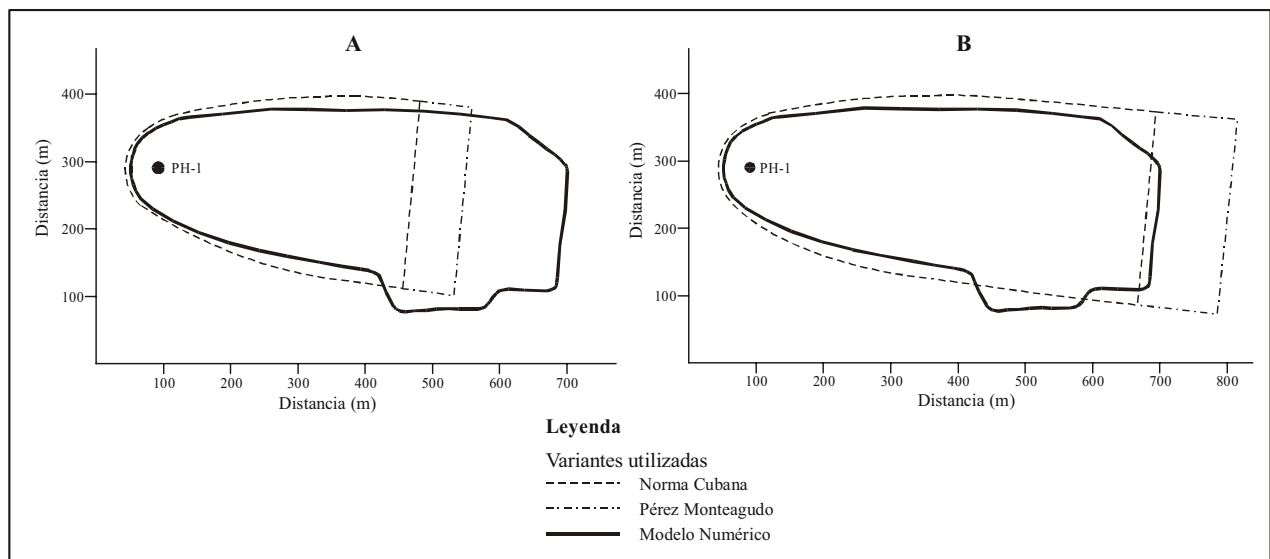 A
400
300
200
100
Distancia (m)
PH-1
100 200 300 400 500 600 700
Distancia (m)
B
400
300
200
100
Distancia (m)
PH-1
100 200 300 400 500 600 700 800
Distancia (m)
Leyenda
Variantes utilizadas
Norma Cubana
Pérez Monteagudo
Modelo Numérico